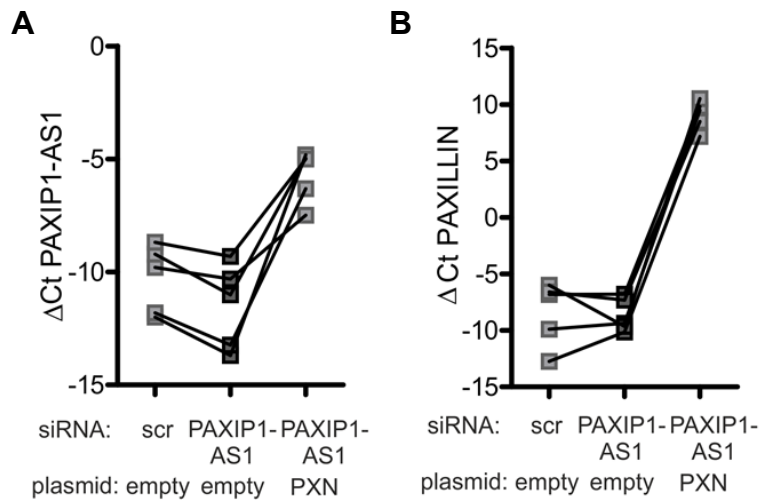 A
ΔCt PAXIP1-AS1
0
-5
-10
-15
siRNA: scr PAXIP1-AS1 PAXIP1-AS1
plasmid: empty empty PXN
B
Δ Ct PAXILLIN
15
10
5
0
-5
-10
-15
siRNA: scr PAXIP1-AS1 PAXIP1-AS1
plasmid: empty empty PXN